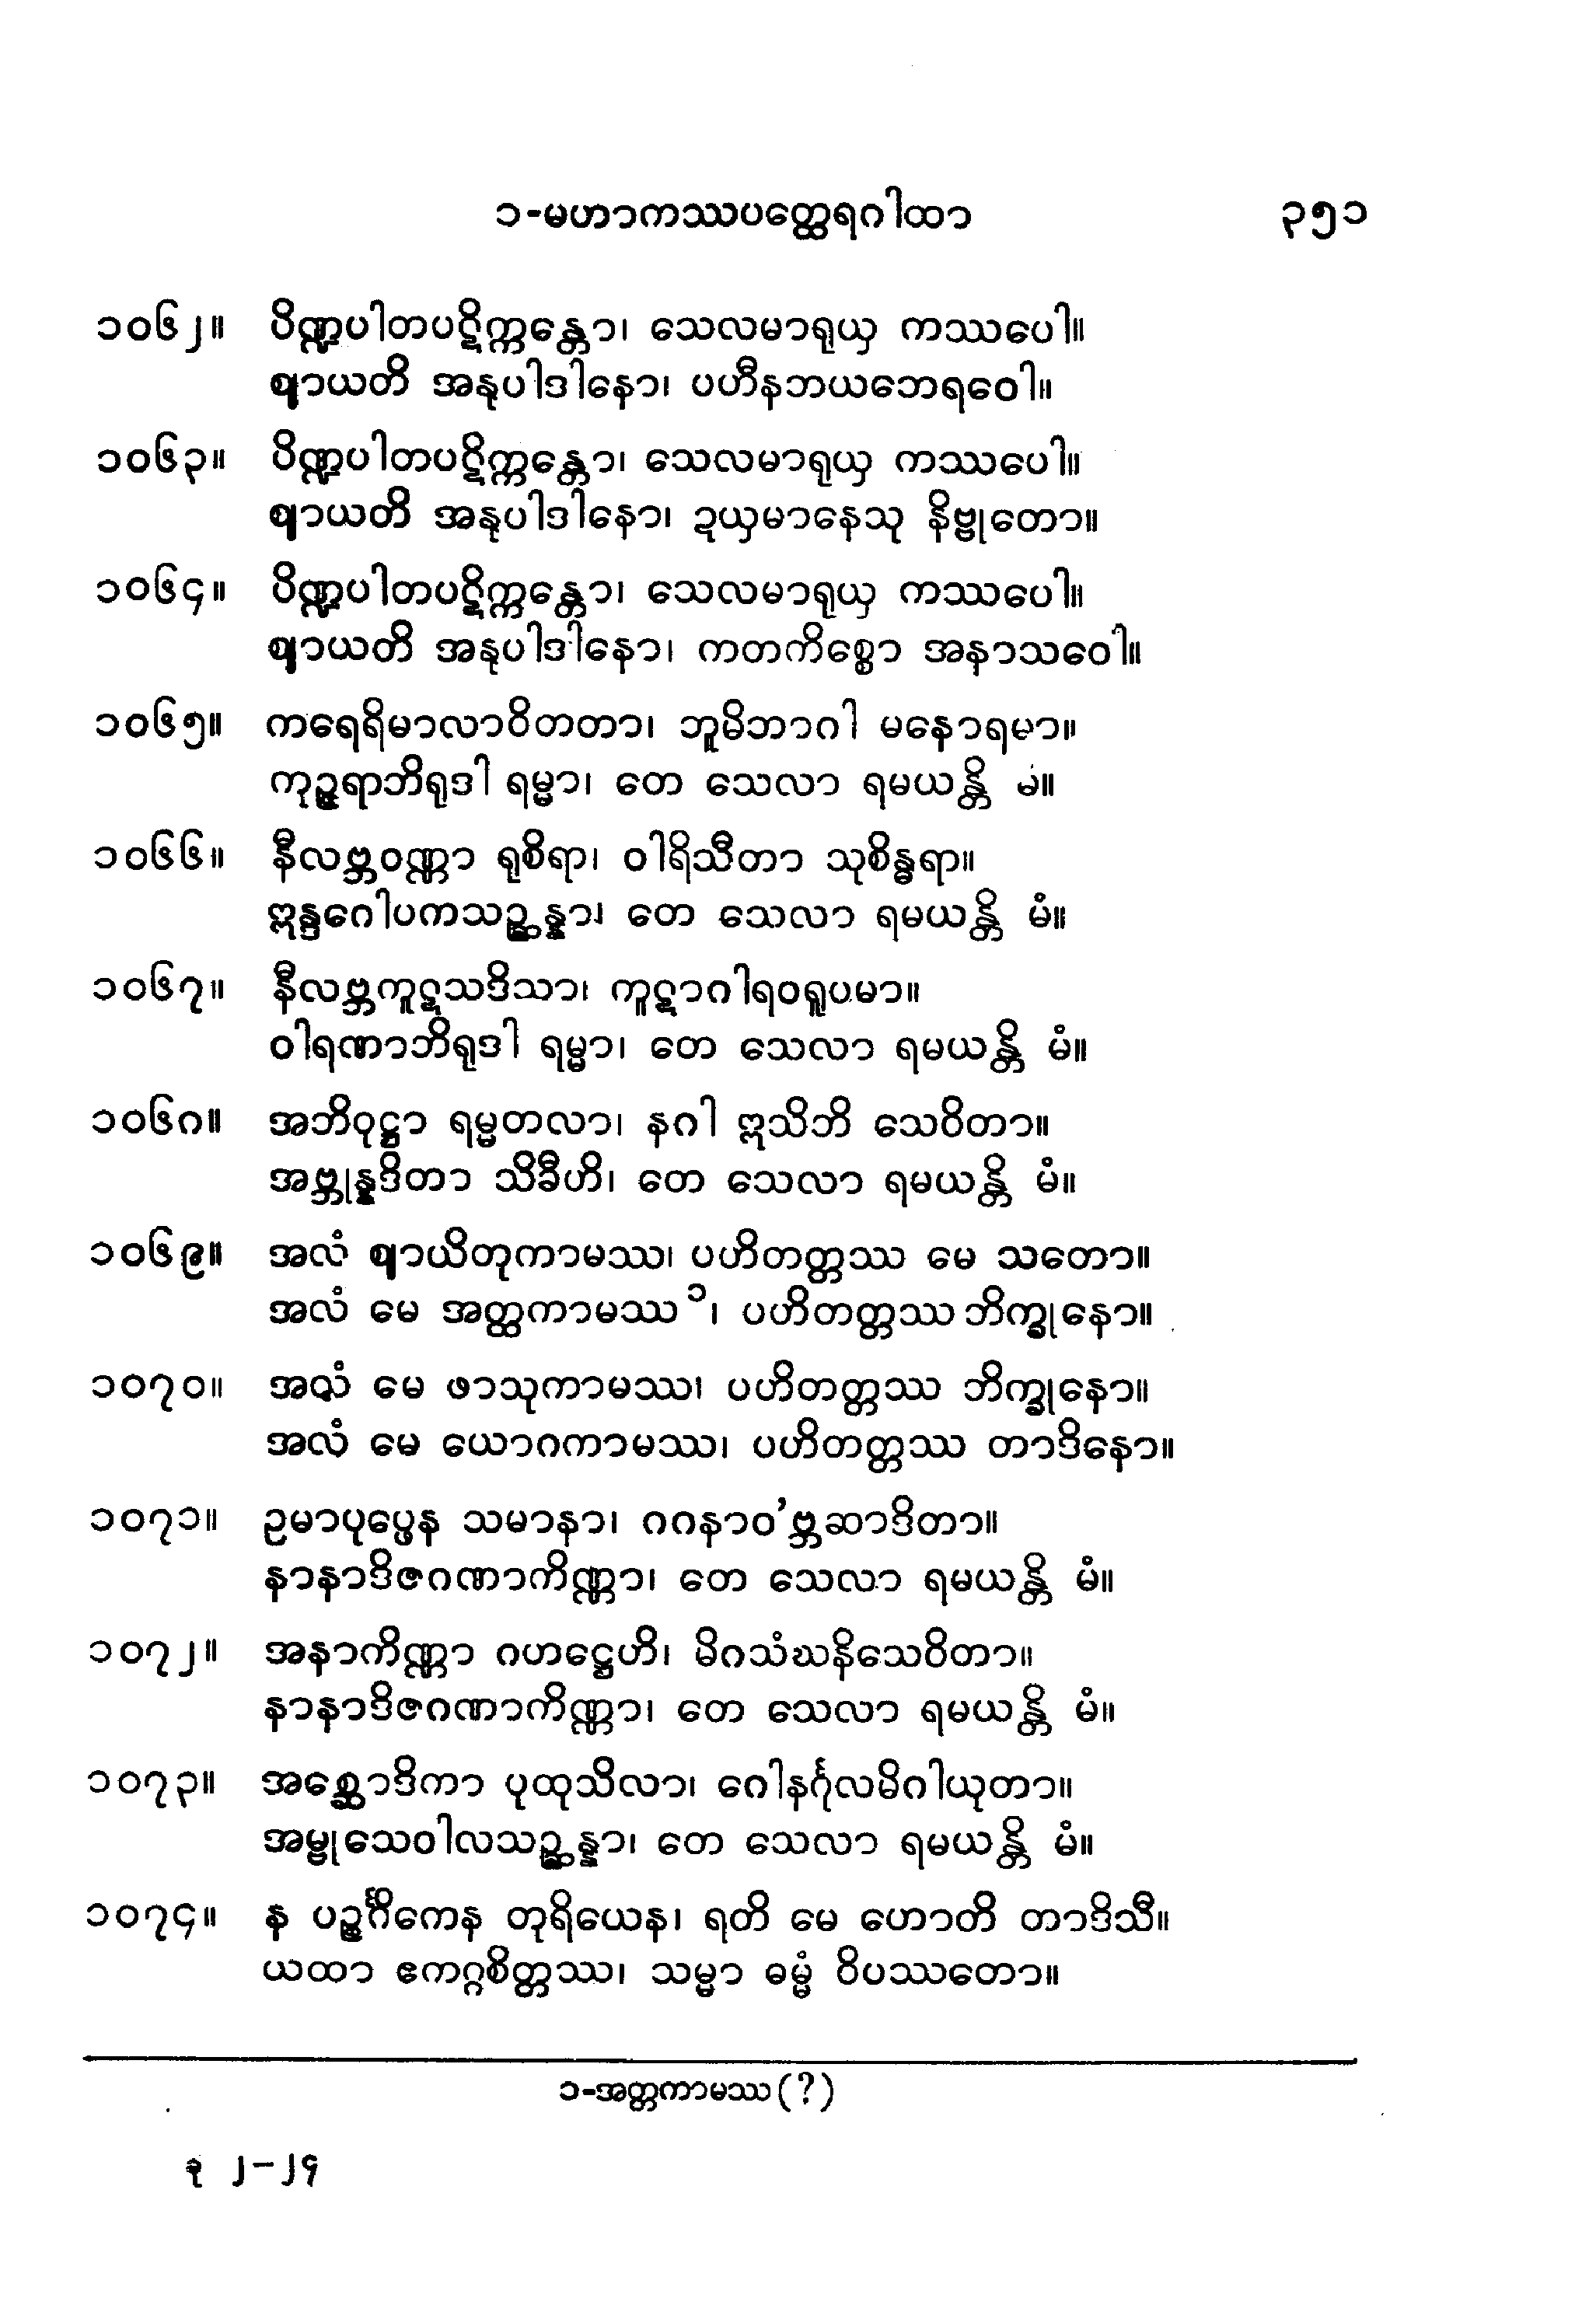 ၁-မဟာကဿပတ္ထေရဂါထာ ၃၅၁
၁၀၆၂။ ပိဏ္ဍပါတပဋိက္ကန္တော၊ သေလမာရုယှ ကဿပေါ။
ဈာယတိ အနုပါဒါနော၊ ပဟီနဘယဘေရဝေါ။
၁၀၆၃။ ပိဏ္ဍပါတပဋိက္ကန္တော၊ သေလမာရုယှ ကဿပေါ။
ဈာယတိ အနုပါဒါနော၊ ဍယှမာနေသု နိဗ္ဗုတော။
၁၀၆၄။ ပိဏ္ဍပါတပဋိက္ကန္တော၊ သေလမာရုယှ ကဿပေါ။
ဈာယတိ အနုပါဒါနော၊ ကတကိစ္စော အနာသဝေါ။
၁၀၆၅။ ကရေရိမာလာဝိတတာ၊ ဘူမိဘာဂါ မနောရမာ။
ကုဉ္ဇရာဘိရုဒါ ရမ္မာ၊ တေ သေလာ ရမယန္တိ မံ။
၁၀၆၆။ နီလဗ္ဘဝဏ္ဏာ ရုစိရာ၊ ဝါရိသီတာ သုစိန္ဓရာ။
ဣန္ဒဂေါပကသဉ္ဆန္နာ၊ တေ သေလာ ရမယန္တိ မံ။
၁၀၆၇။ နီလဗ္ဘကူဋသဒိသာ၊ ကူဋာဂါရဝရူပမာ။
ဝါရဏာဘိရုဒါ ရမ္မာ၊ တေ သေလာ ရမယန္တိ မံ။
၁၀၆၈။ အဘိဝုဋ္ဌာ ရမ္မတလာ၊ နဂါ ဣသိဘိ သေဝိတာ။
အဗ္ဘုန္နဒိတာ သိခီဟိ၊ တေ သေလာ ရမယန္တိ မံ။
၁၀၆၉။ အလံ ဈာယိတုကာမဿ၊ ပဟိတတ္တဿ မေ သတော။
အလံ မေ အတ္ထကာမဿ ၁၊ ပဟိတတ္တဿ ဘိက္ခုနော။
၁၀၇၀။ အလံ မေ ဖာသုကာမဿ၊ ပဟိတတ္တဿ ဘိက္ခုနော။
အလံ မေ ယောဂကာမဿ၊ ပဟိတတ္တဿ တာဒိနော။
၁၀၇၁။ ဥမာပုပ္ဖေန သမာနာ၊ ဂဂနာဝ’ဗ္ဘဆာဒိတာ။
နာနာဒိဇဂဏာကိဏ္ဏာ၊ တေ သေလာ ရမယန္တိ မံ။
၁၀၇၂။ အနာကိဏ္ဏာ ဂဟဋ္ဌေဟိ၊ မိဂသံဃနိသေဝိတာ။
နာနာဒိဇဂဏာကိဏ္ဏာ၊ တေ သေလာ ရမယန္တိ မံ။
၁၀၇၃။ အစ္ဆောဒိကာ ပုထုသိလာ၊ ဂေါနင်္ဂုလမိဂါယုတာ။
အမ္ဗုသေဝါလသဉ္ဆန္နာ၊ တေ သေလာ ရမယန္တိ မံ။
၁၀၇၄။ န ပဉ္စင်္ဂိကေန တုရိယေန၊ ရတိ မေ ဟောတိ တာဒိသီ။
ယထာ ဧကဂ္ဂစိတ္တဿ၊ သမ္မာ ဓမ္မံ ဝိပဿတော။
၁-အတ္တကာမဿ (?)
ခု ၂-၂၄